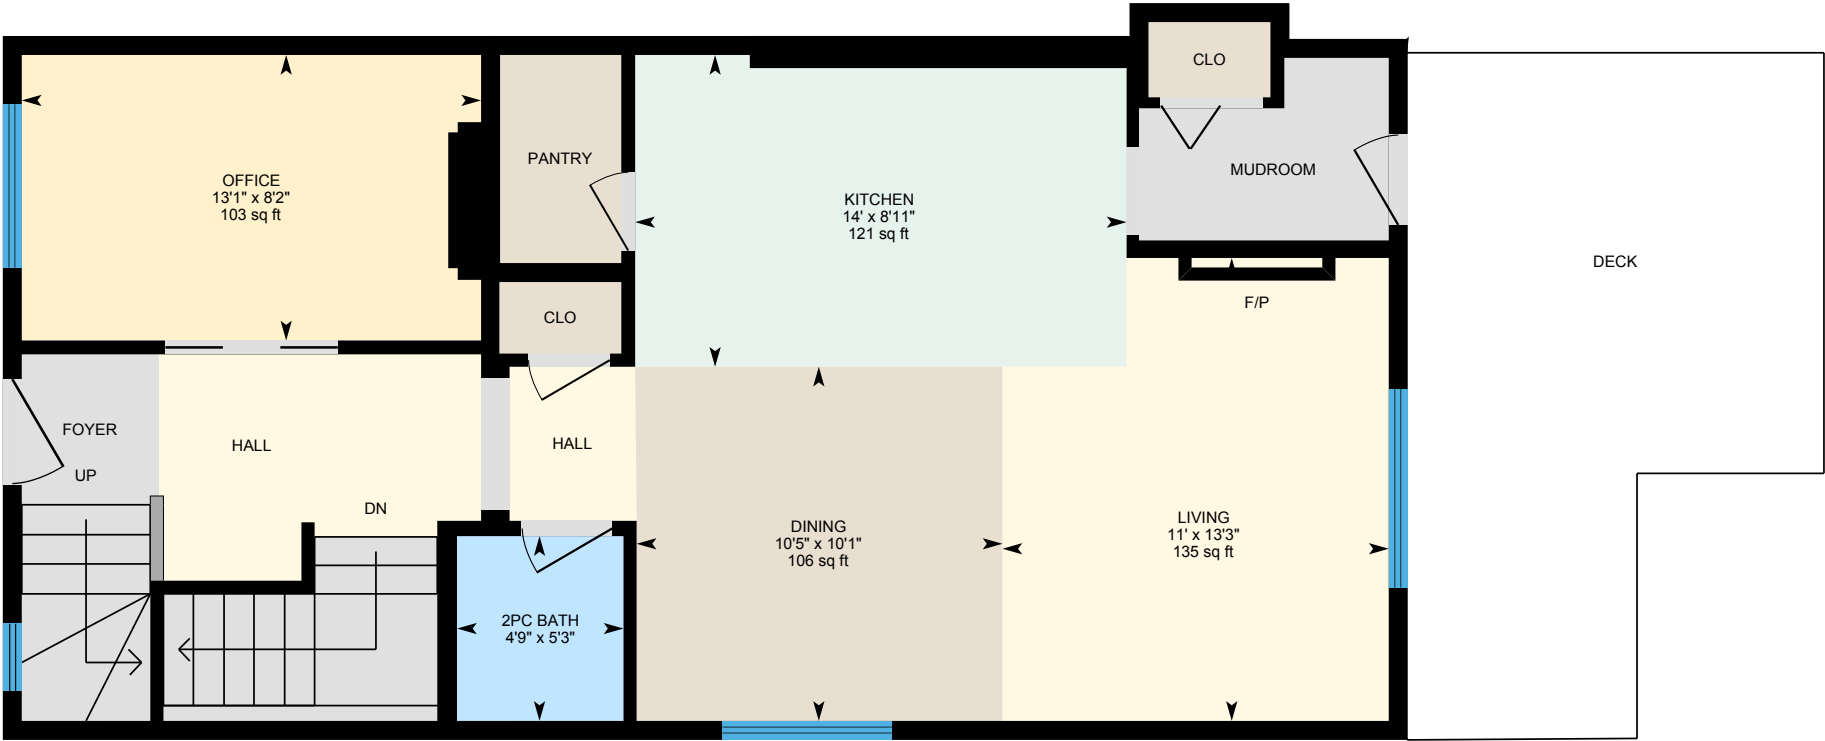 CLO
PANTRY
MUDROOM
OFFICE
13'1" x 8'2"
103 sq ft
KITCHEN
14' x 8'11"
121 sq ft
DECK
F/P
CLO
FOYER
UP
HALL
HALL
DN
DINING
10'5" x 10'1"
106 sq ft
LIVING
11' x 13'3"
135 sq ft
2PC BATH
4'9" x 5'3"